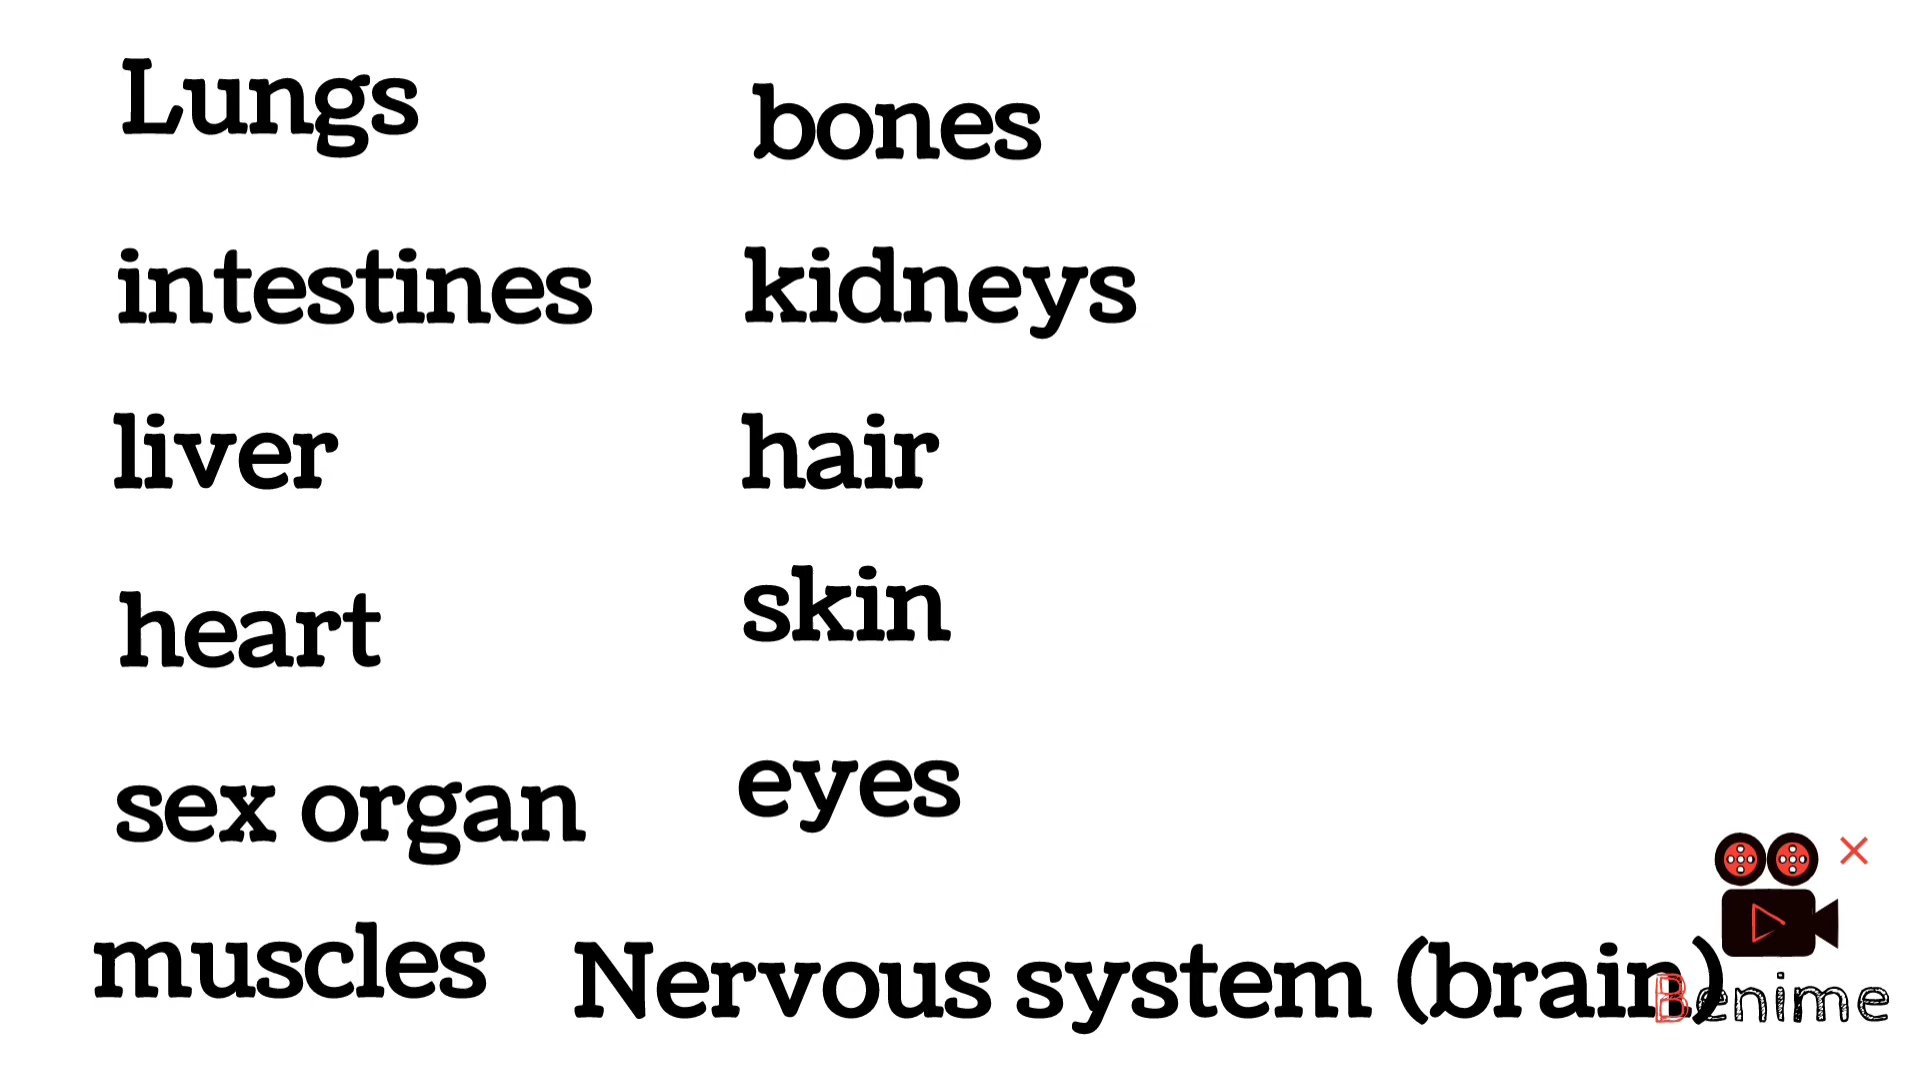 Lungs
intestines
liver
heart
sex organ
muscles
bones
kidneys
hair
skin
eyes
Nervous system (brain)
Benime